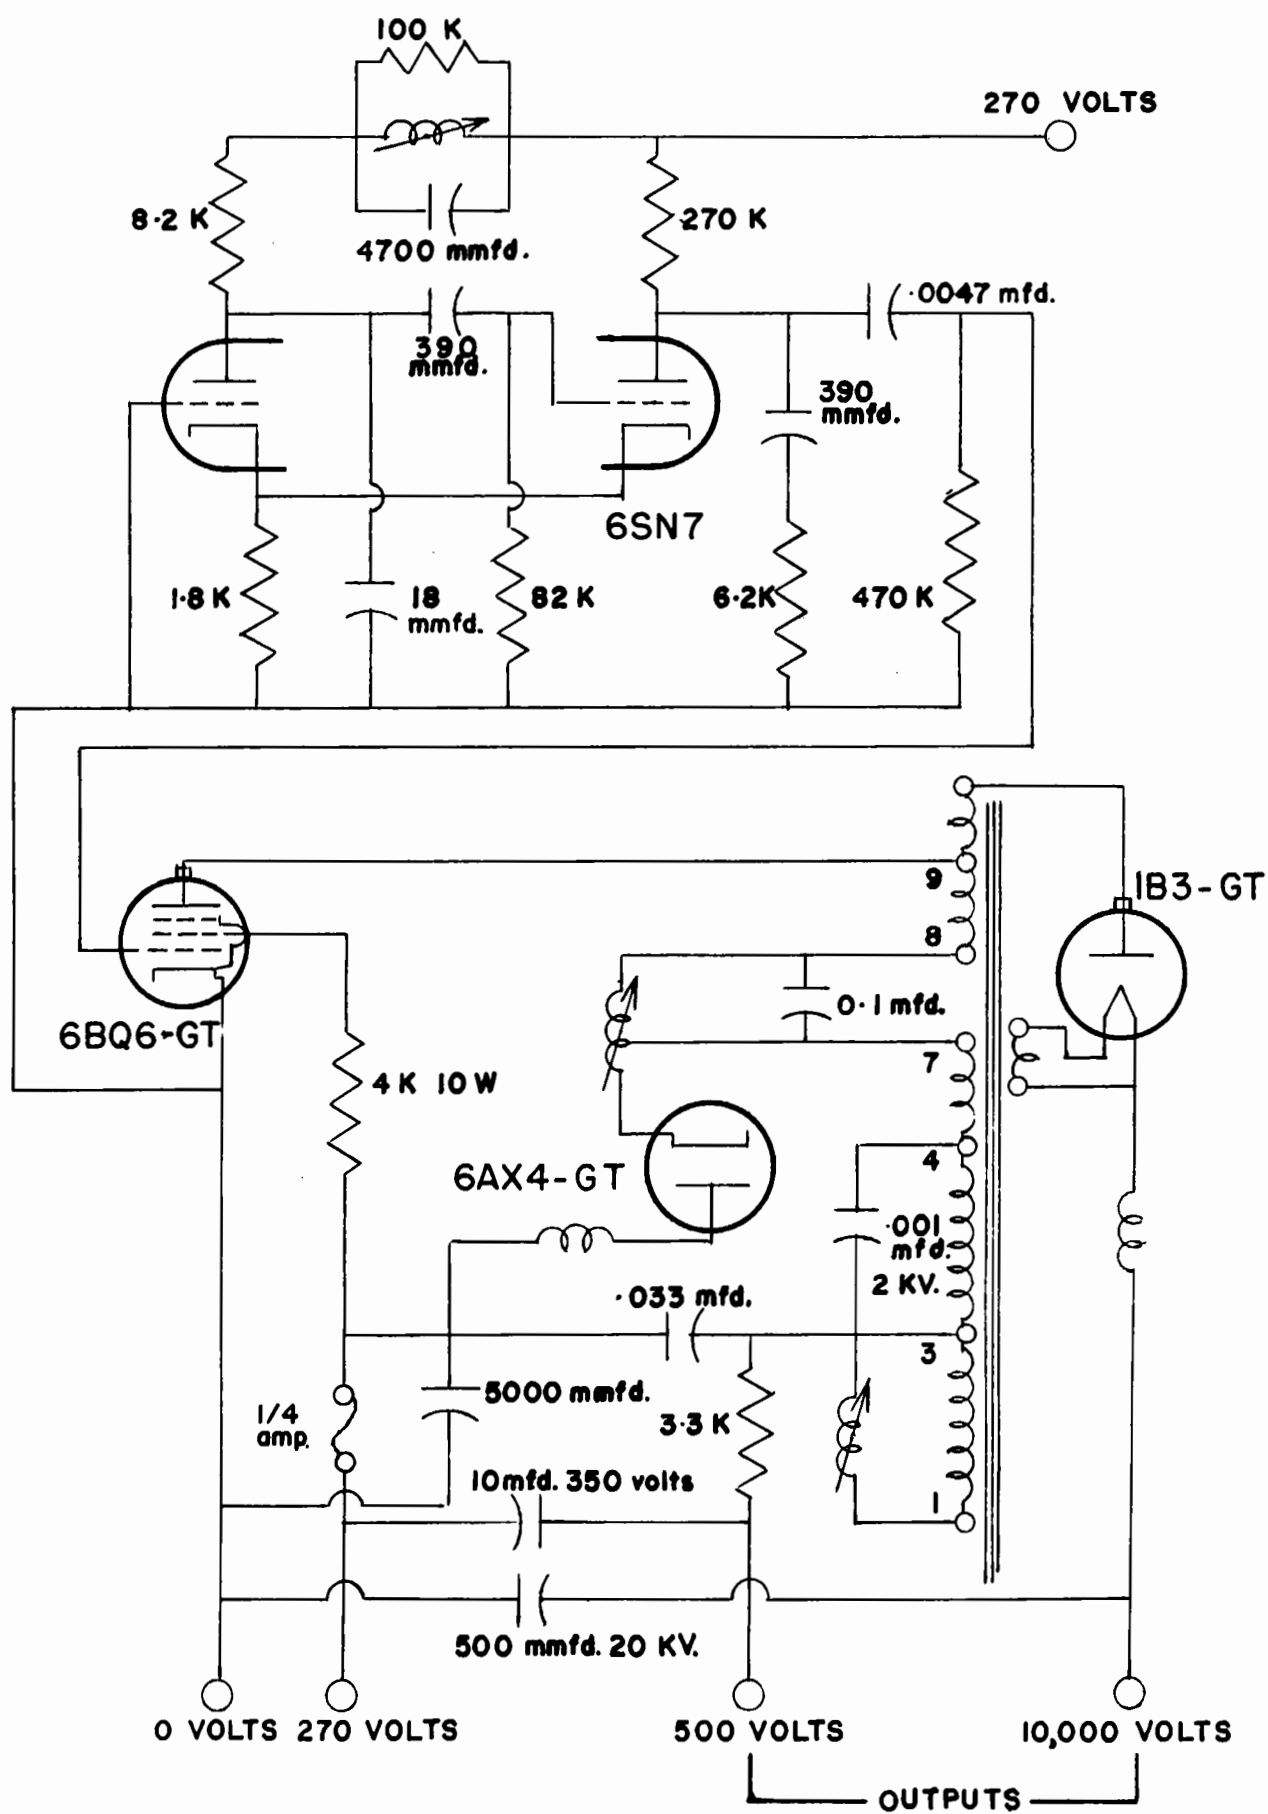 100 K
270 VOLTS
8.2 K
270 K
4700 mmfd.
.0047 mfd.
390
mmfd.
390
mmfd.
6SN7
1.8 K
18
mmfd.
82 K
6.2K
470 K
9
1B3-GT
8
0.1 mfd.
6BQ6-GT
7
4 K 10 W
6AX4-GT
4
.001
mfd.
2 KV.
.033 mfd.
3
1/4
amp.
5000 mmfd.
3.3 K
10 mfd. 350 volts
1
500 mmfd. 20 KV.
0 VOLTS
270 VOLTS
500 VOLTS
10,000 VOLTS
OUTPUTS